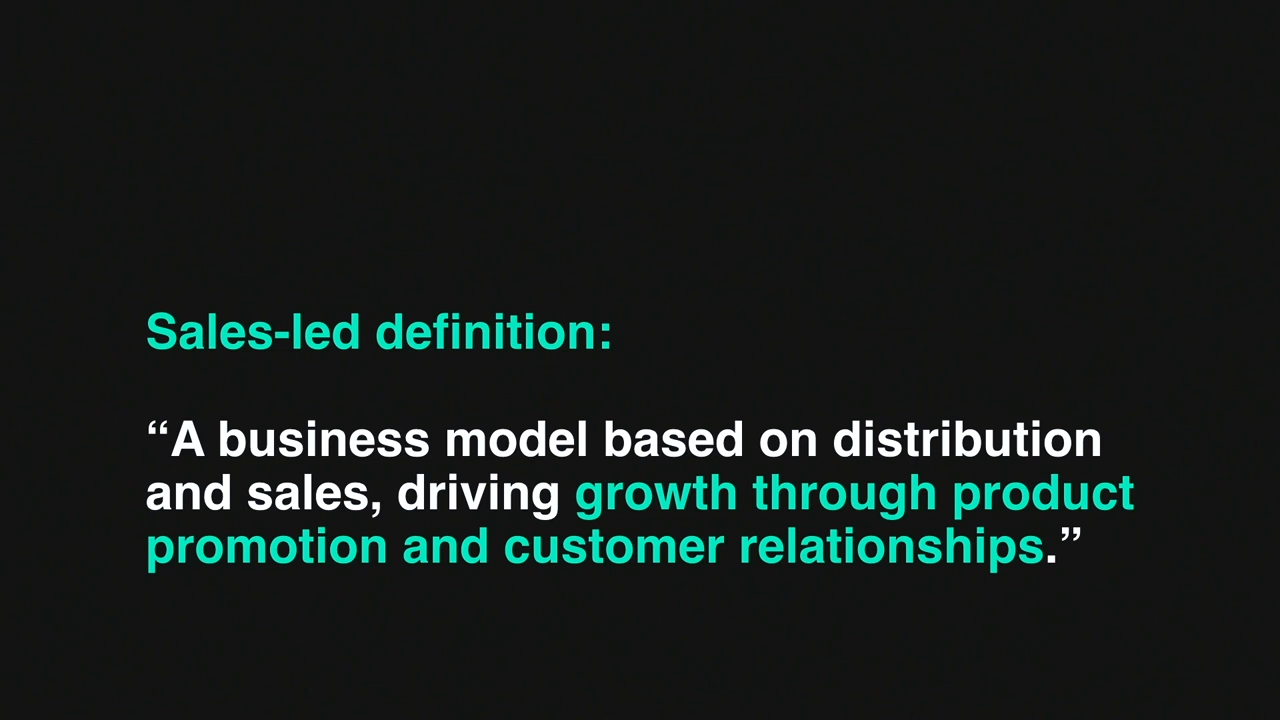 Sales-led definition:
“A business model based on distribution
and sales, driving growth through product
promotion and customer relationships.”